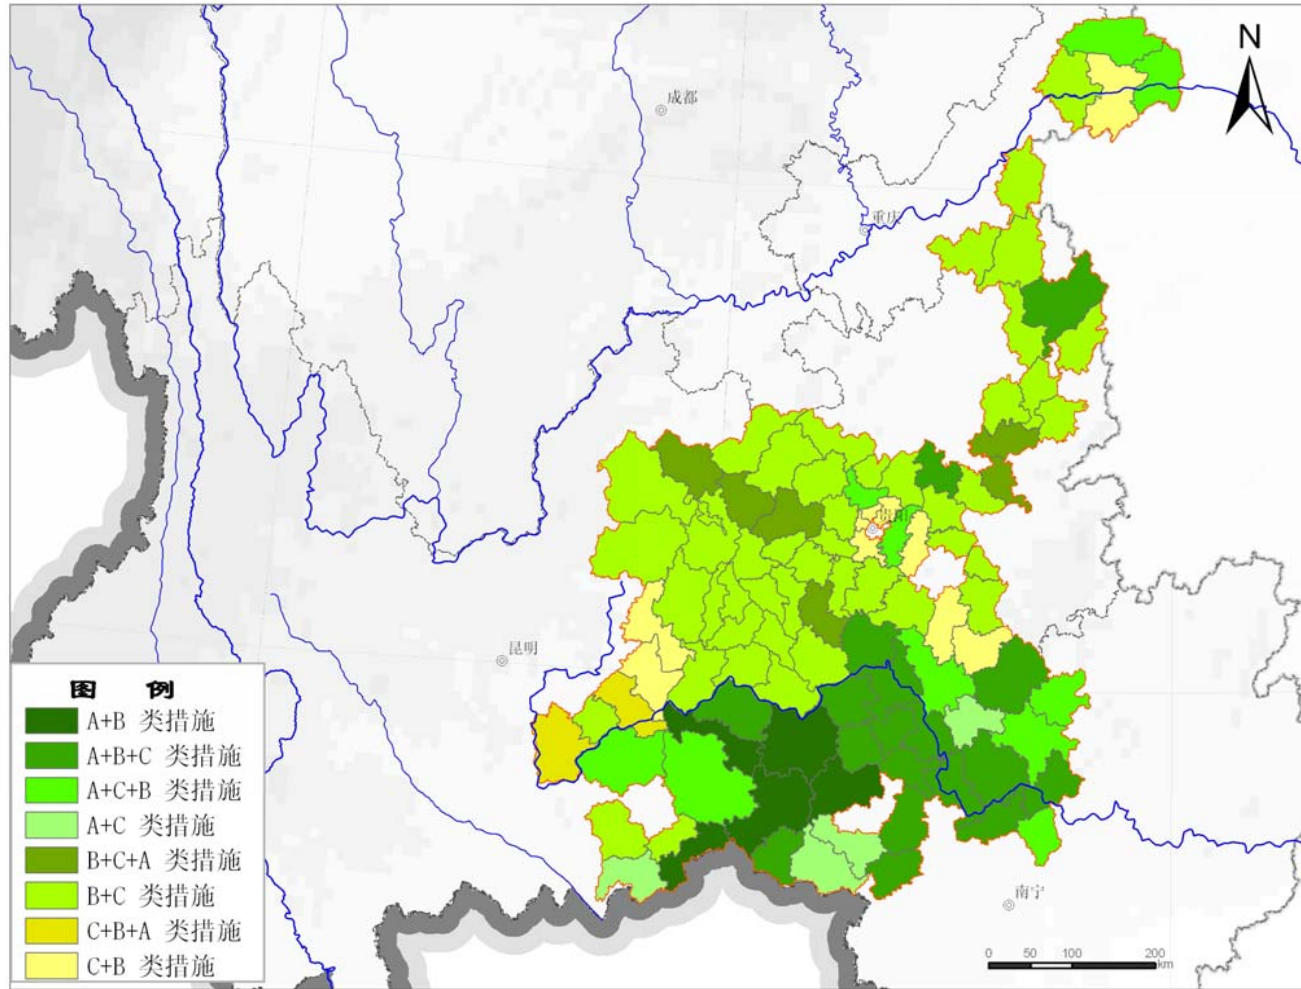 N
成都
重庆
贵阳
昆明
图 例
A+B 类措施
A+B+C 类措施
A+C+B 类措施
A+C 类措施
B+C+A 类措施
B+C 类措施
C+B+A 类措施
C+B 类措施
南宁
0 50 100 200
km